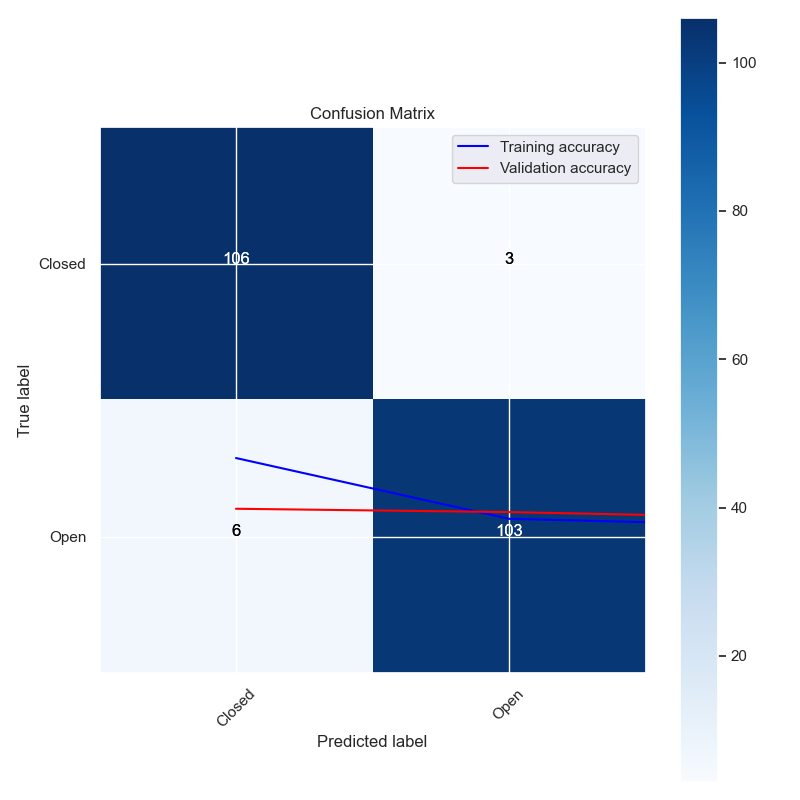 Confusion Matrix
Training accuracy
Validation accuracy
100
80
60
40
20
True label
Closed
Open
106
3
6
103
Closed
Open
Predicted label